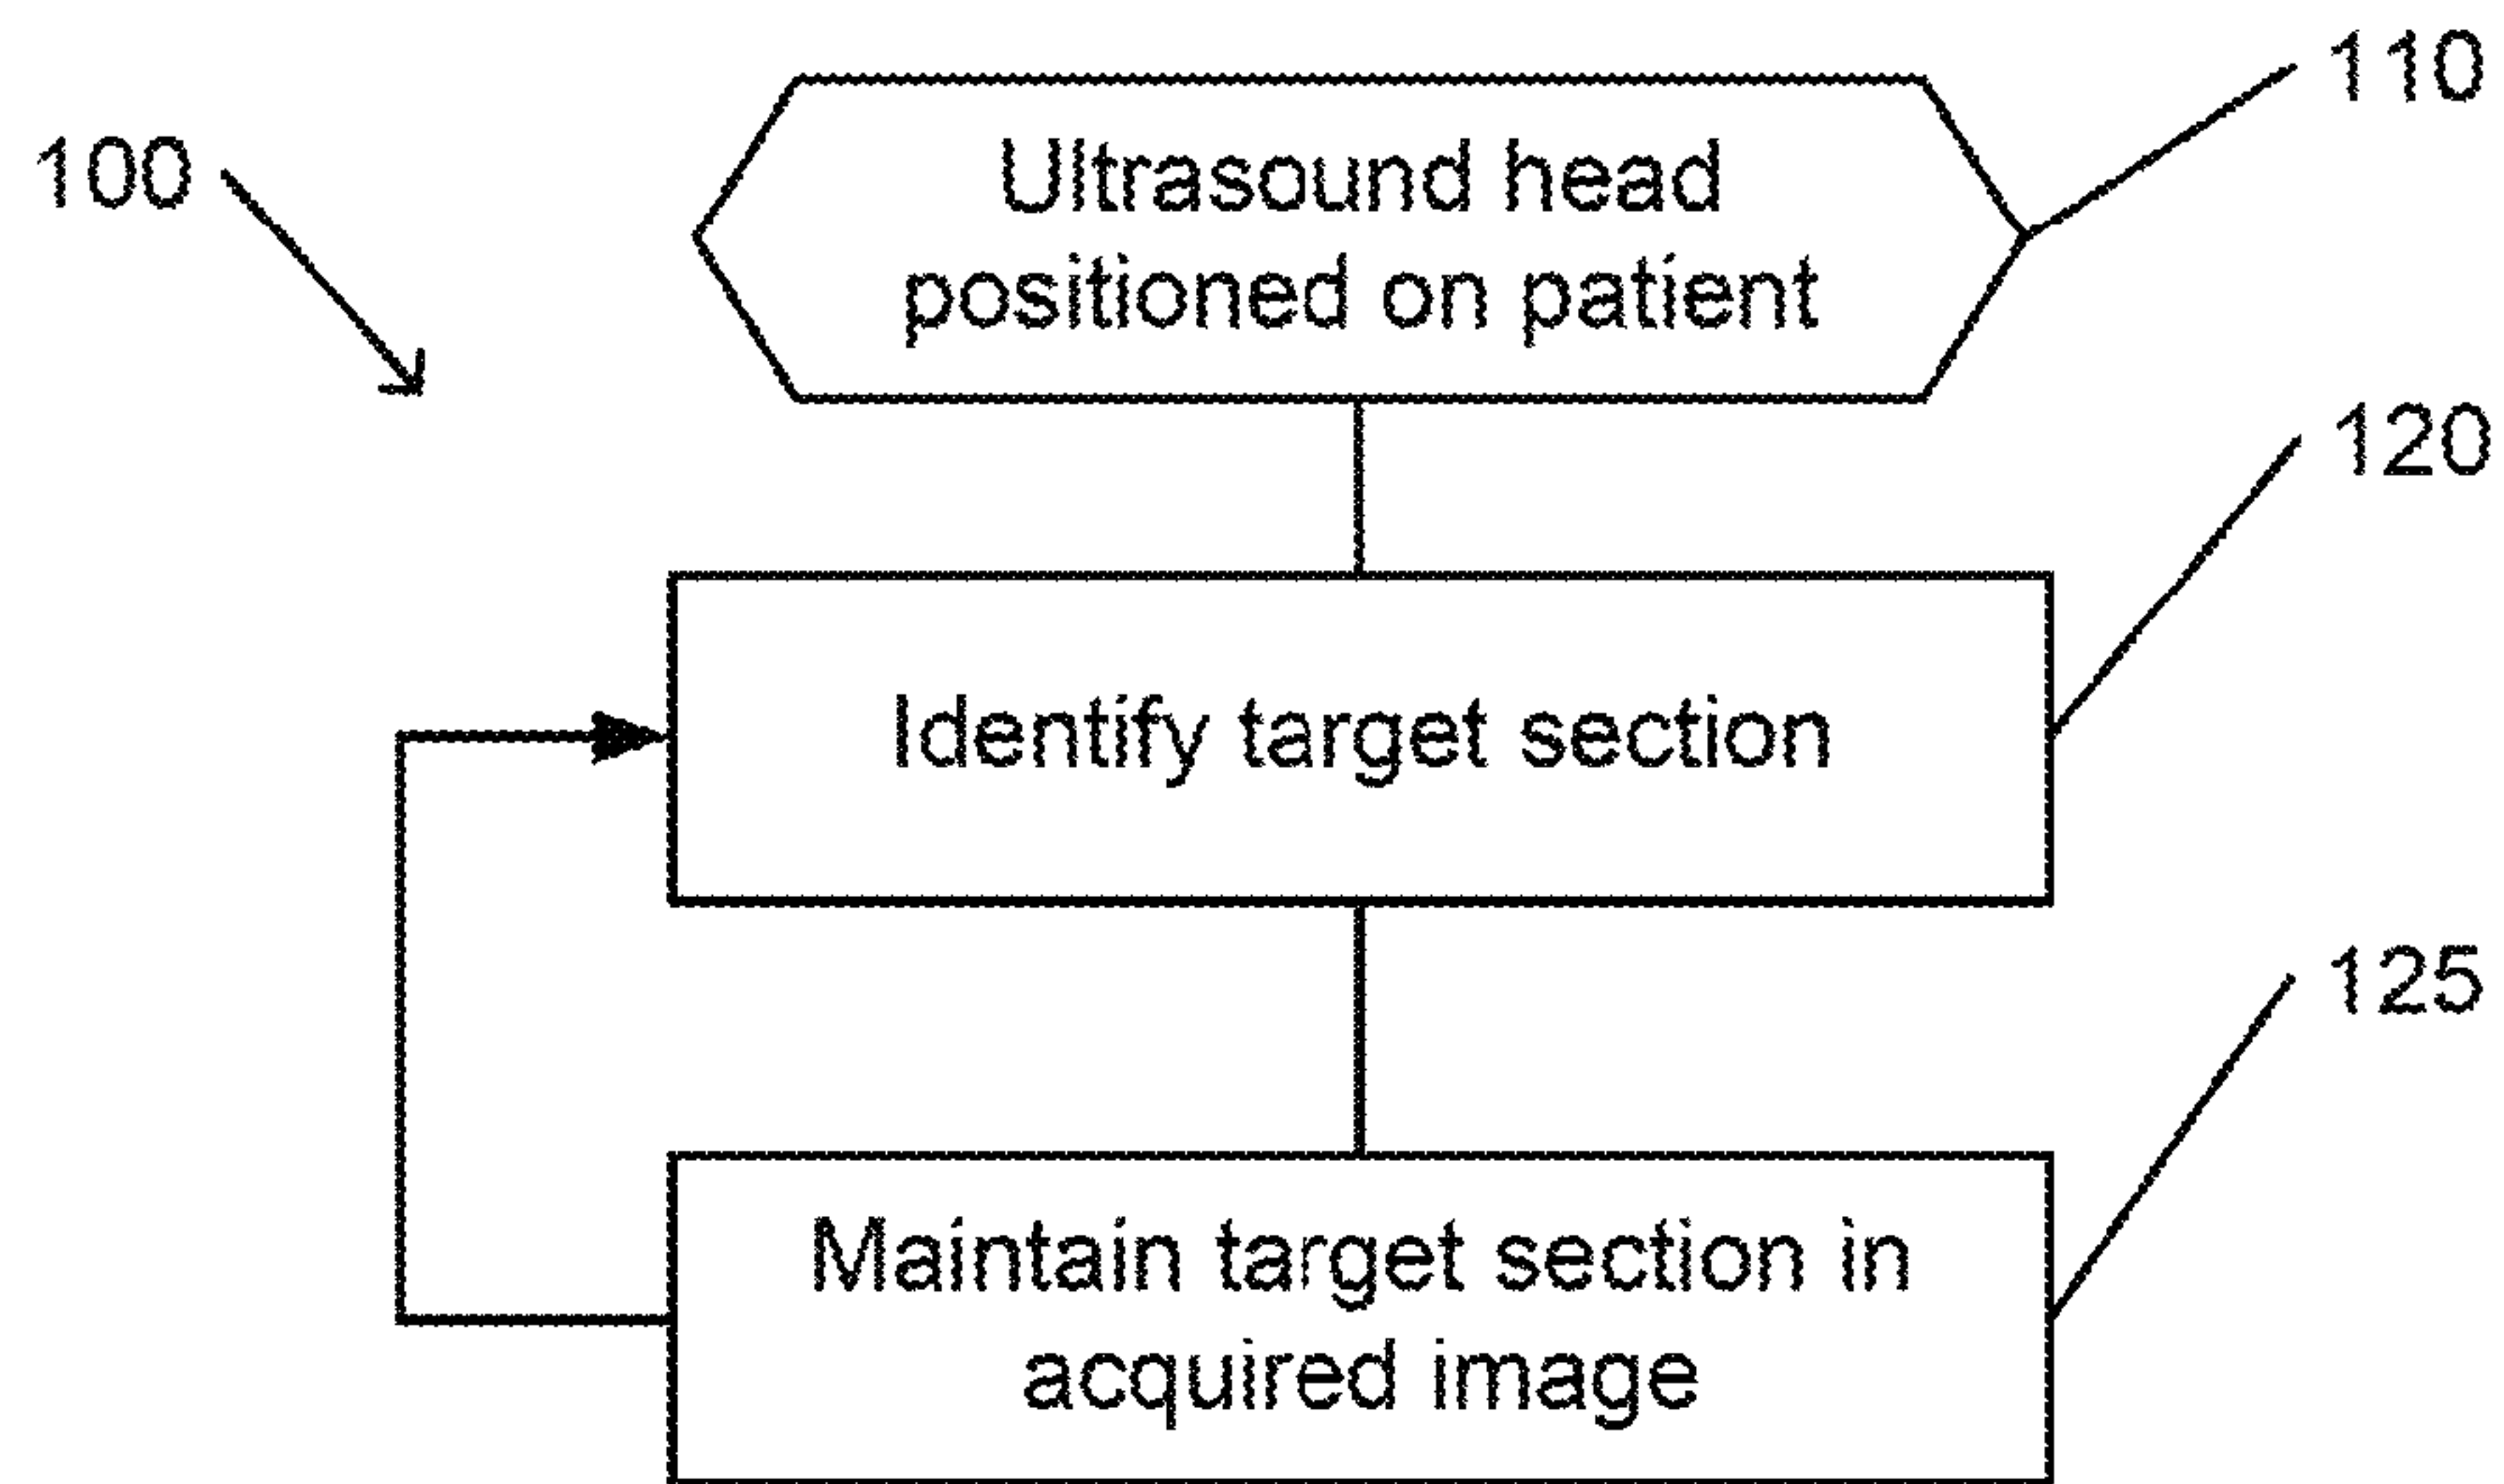 110
100
Ultrasound head
positioned on patient
120
Identify target section
125
Maintain target section in
acquired image